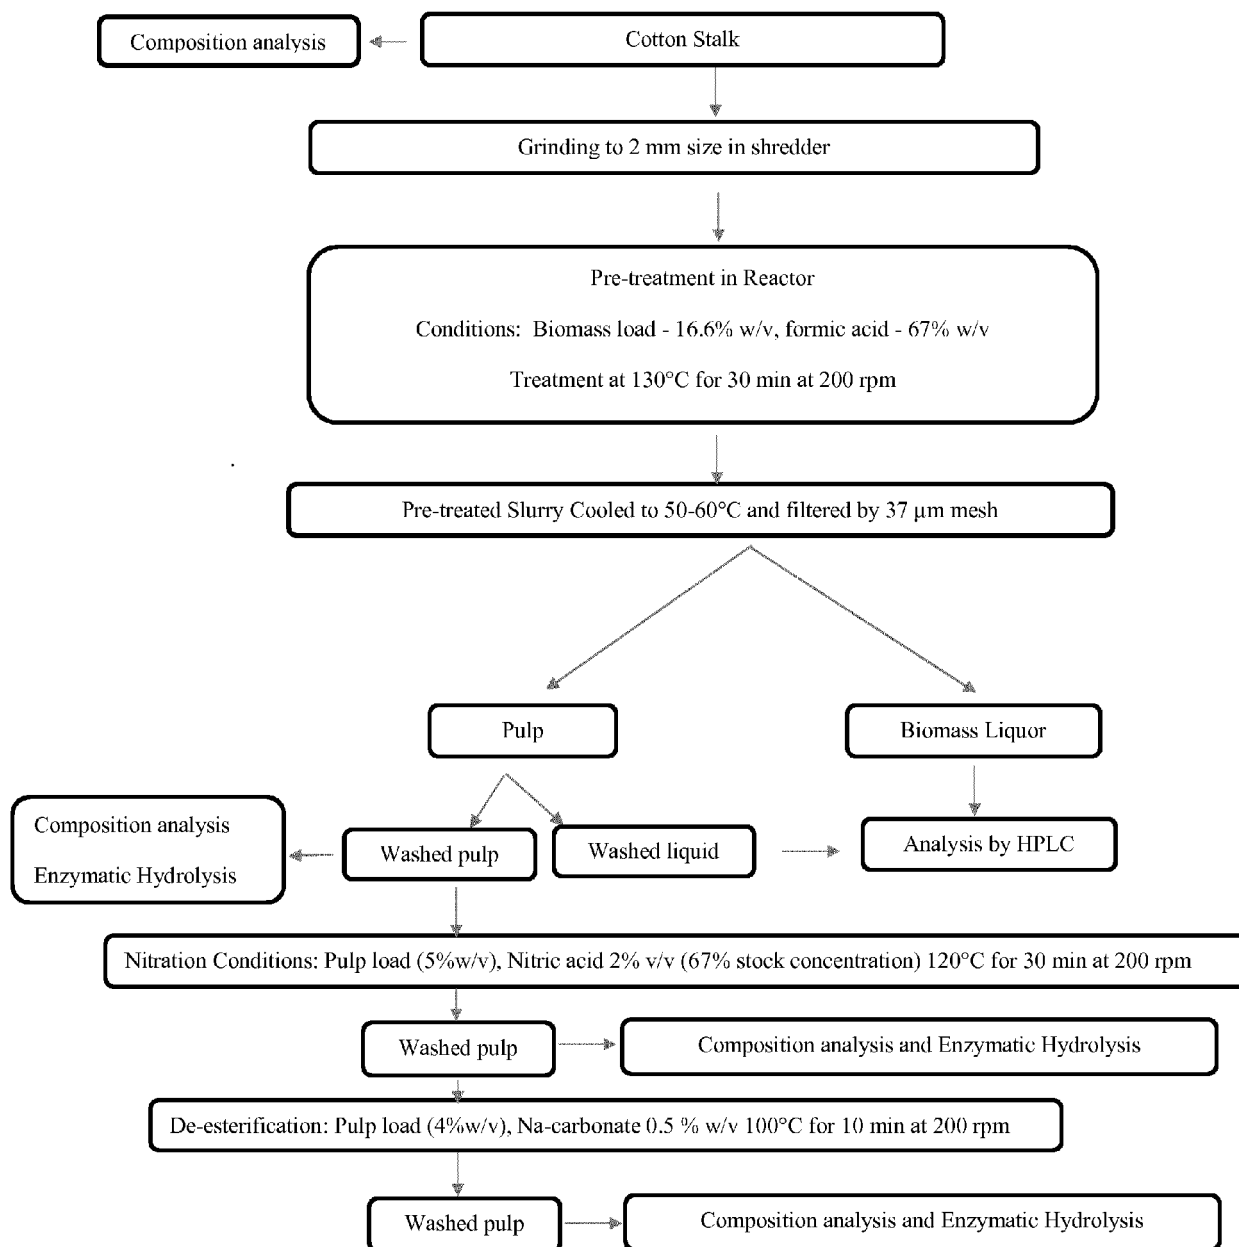 Composition analysis
Cotton Stalk
Grinding to 2 mm size in shredder
Pre-treatment in Reactor
Conditions: Biomass load - 16.6% w/v, formic acid - 67% w/v
Treatment at 130°C for 30 min at 200 rpm
Pre-treated Slurry Cooled to 50-60°C and filtered by 37 µm mesh
Pulp
Biomass Liquor
Composition analysis
Enzymatic Hydrolysis
Washed pulp
Washed liquid
Analysis by HPLC
Nitration Conditions: Pulp load (5%w/v), Nitric acid 2% v/v (67% stock concentration) 120°C for 30 min at 200 rpm
Washed pulp
Composition analysis and Enzymatic Hydrolysis
De-esterification: Pulp load (4%w/v), Na-carbonate 0.5 % w/v 100°C for 10 min at 200 rpm
Washed pulp
Composition analysis and Enzymatic Hydrolysis